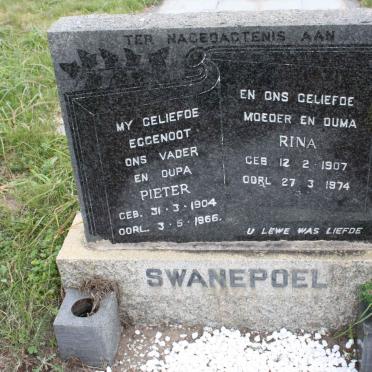 TER NAGEDAGTENIS AAN
MY GELIEFDE
EGGENOOT
ONS VADER
EN OUPA
PIETER
GEB. 31·3·1904
OORL. 3·5·1966.
EN ONS GELIEFDE
MOEDER EN OUMA
RINA
GEB 12·2·1907
OORL 27·3·1974
U LEWE WAS LIEFDE
SWANEPOEL